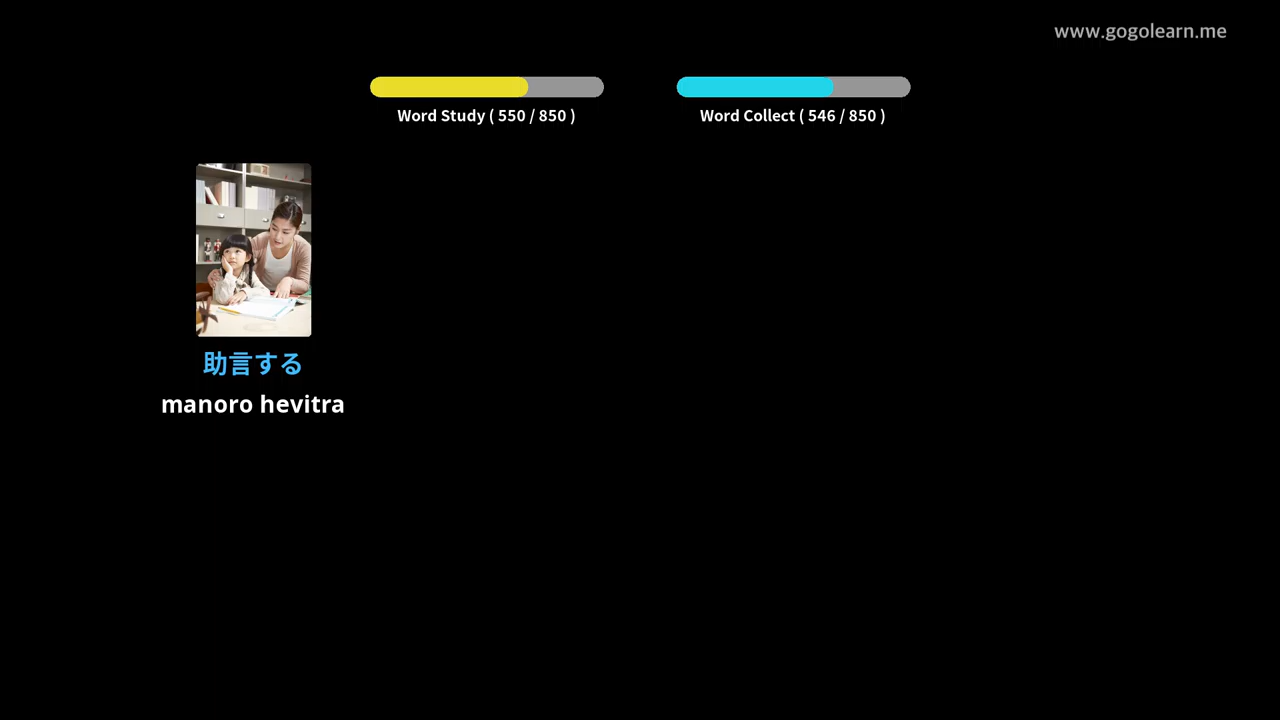 www.gogolearn.me
Word Study ( 550 / 850 )
Word Collect ( 546 / 850 )
助言する
manoro hevitra